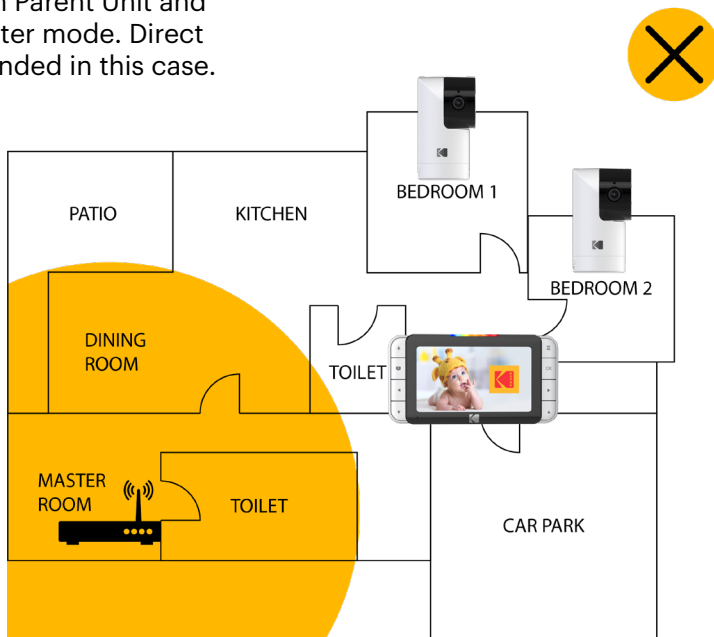 Parent Unit and
ter mode. Direct
nded in this case.
BEDROOM 1
PATIO
KITCHEN
BEDROOM 2
DINING
ROOM
TOILET
MASTER
ROOM
TOILET
CAR PARK